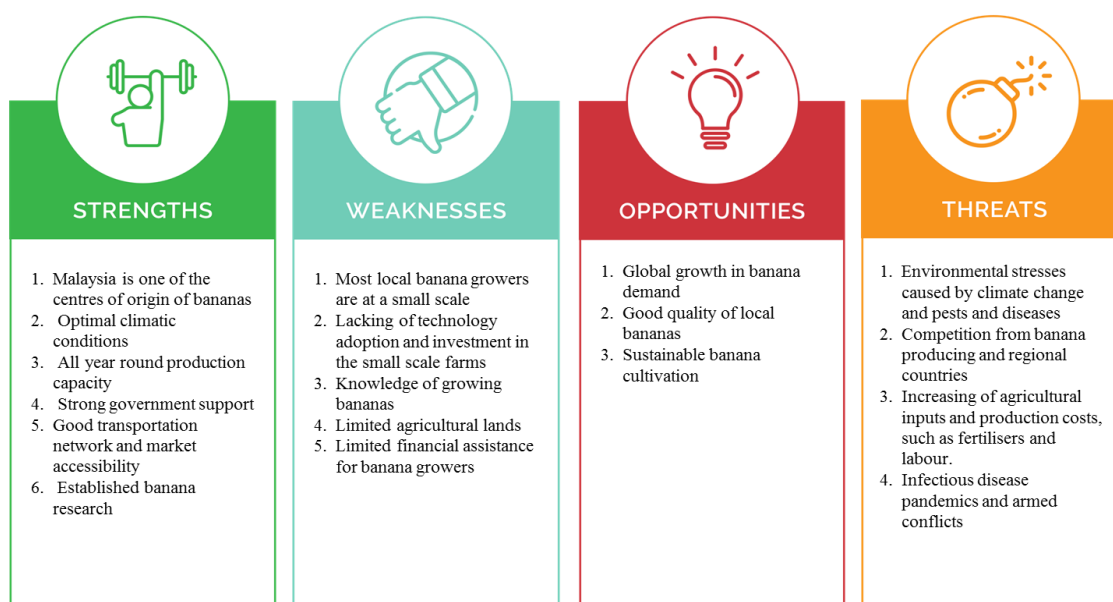 STRENGTHS
1. Malaysia is one of the
centres of origin of bananas
2. Optimal climatic
conditions
3. All year round production
capacity
4. Strong government support
5. Good transportation
network and market
accessibility
6. Established banana
research
WEAKNESSES
1. Most local banana growers
are at a small scale
2. Lacking of technology
adoption and investment in
the small scale farms
3. Knowledge of growing
bananas
4. Limited agricultural lands
5. Limited financial assistance
for banana growers
OPPORTUNITIES
1. Global growth in banana
demand
2. Good quality of local
bananas
3. Sustainable banana
cultivation
THREATS
1. Environmental stresses
caused by climate change
and pests and diseases
2. Competition from banana
producing and regional
countries
3. Increasing of agricultural
inputs and production costs,
such as fertilisers and
labour.
4. Infectious disease
pandemics and armed
conflicts